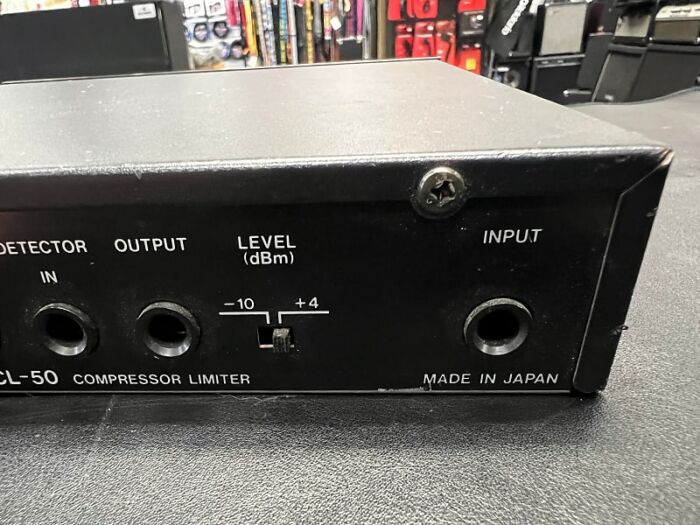 DETECTOR
IN
OUTPUT
LEVEL
(dBm)
-10 +4
INPUT
CL-50 COMPRESSOR LIMITER
MADE IN JAPAN